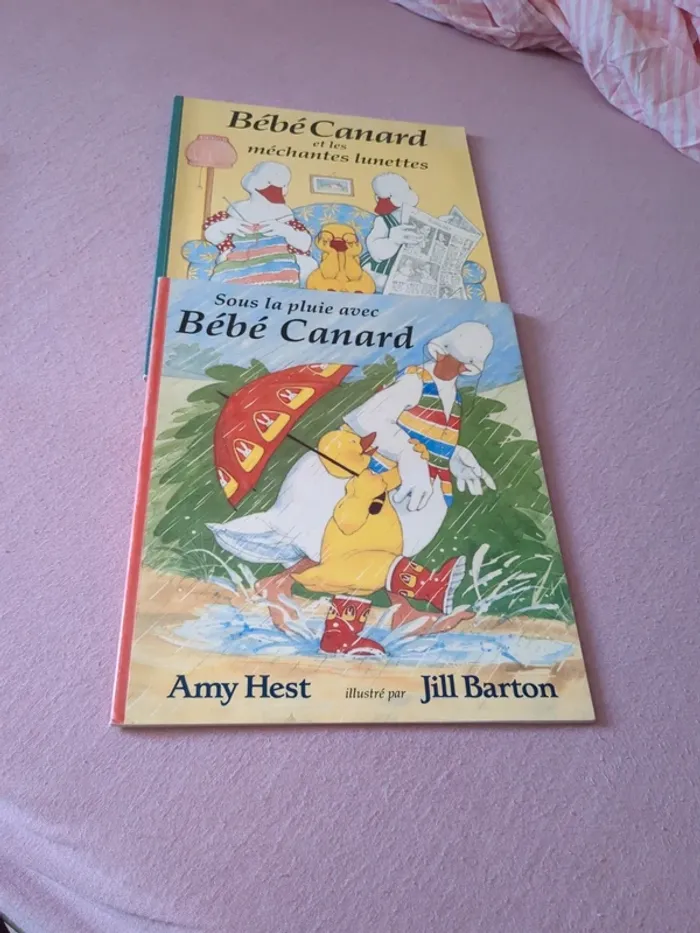 Bébé Canard
et les
méchantes lunettes
Sous la pluie avec
Bébé Canard
Amy Hest illustré par Jill Barton